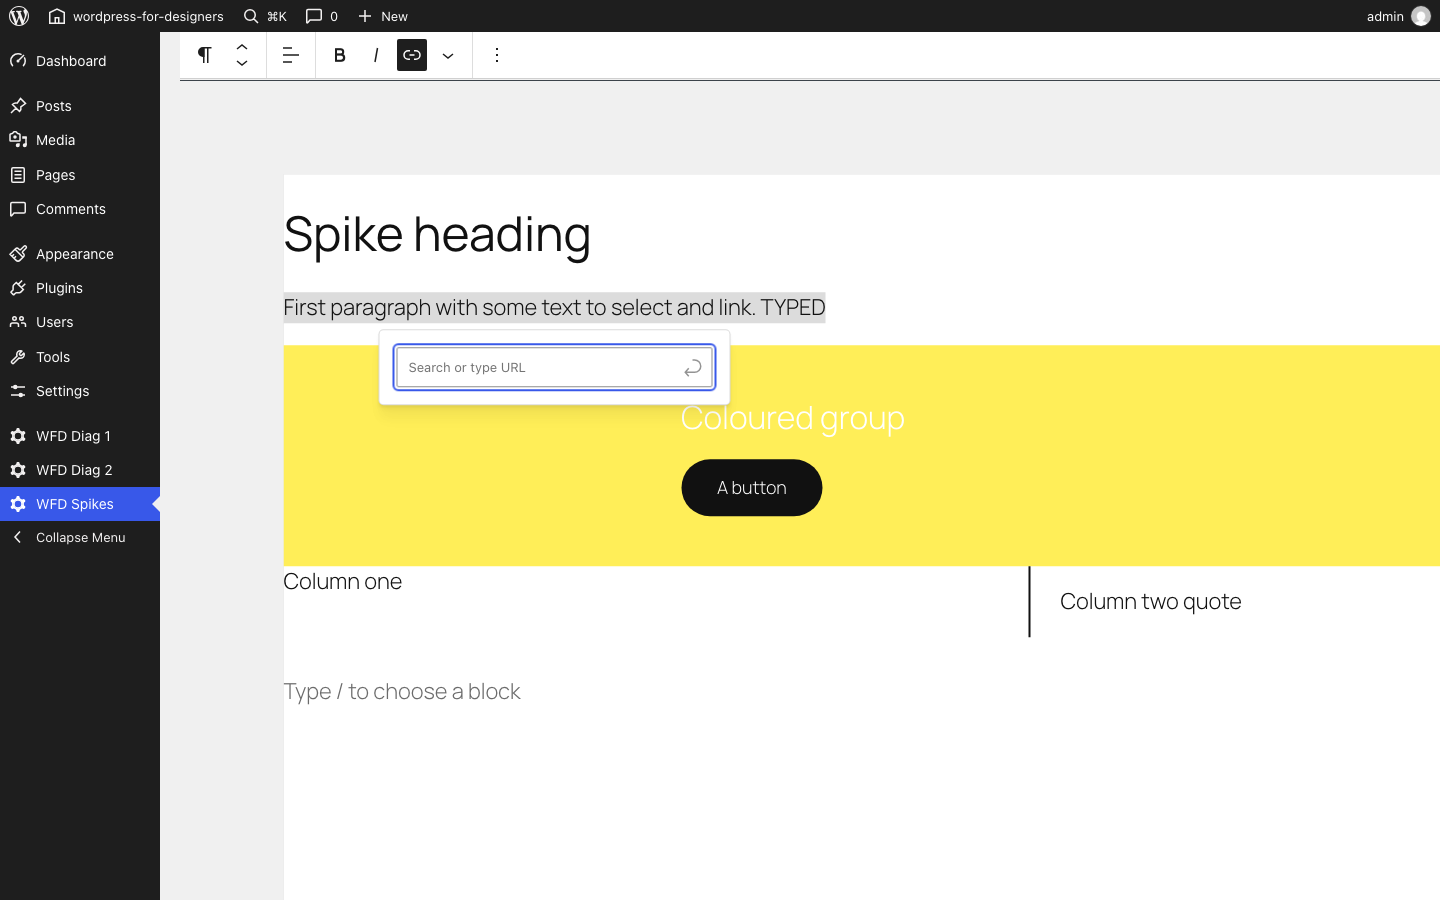 wordpress-for-designers
⌘K
0
New
admin
Dashboard
Posts
Media
Pages
Comments
Appearance
Plugins
Users
Tools
Settings
WFD Diag 1
WFD Diag 2
WFD Spikes
Collapse Menu
B I
Spike heading
First paragraph with some text to select and link. TYPED
Search or type URL
Coloured group
A button
Column one
Column two quote
Type / to choose a block